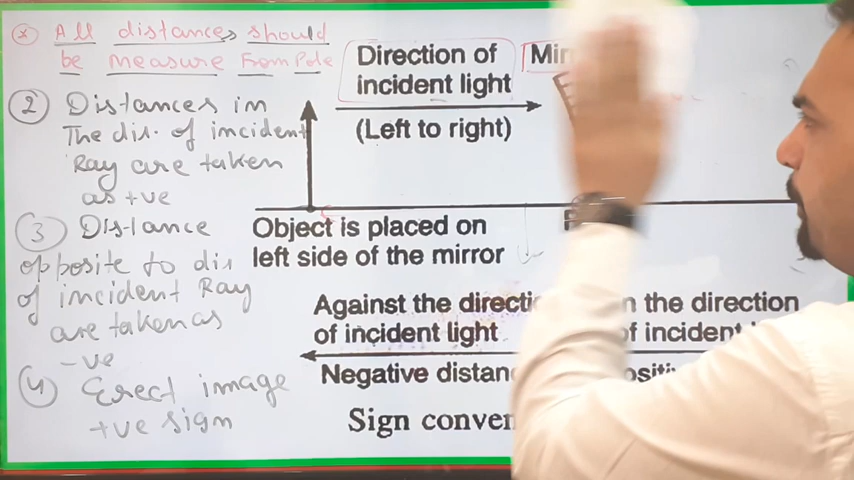 All distances should
be measure From Pole
② Distances in
The dir. of incident
Ray are taken
as +ve
③ Distance
opposite to dir
of incident Ray
are taken as
-ve
④ Erect image
+ve sign
Direction of
incident light
(Left to right)
Object is placed on
left side of the mirror
Against the
of incident light
Negative
the direction
of incident
Sign